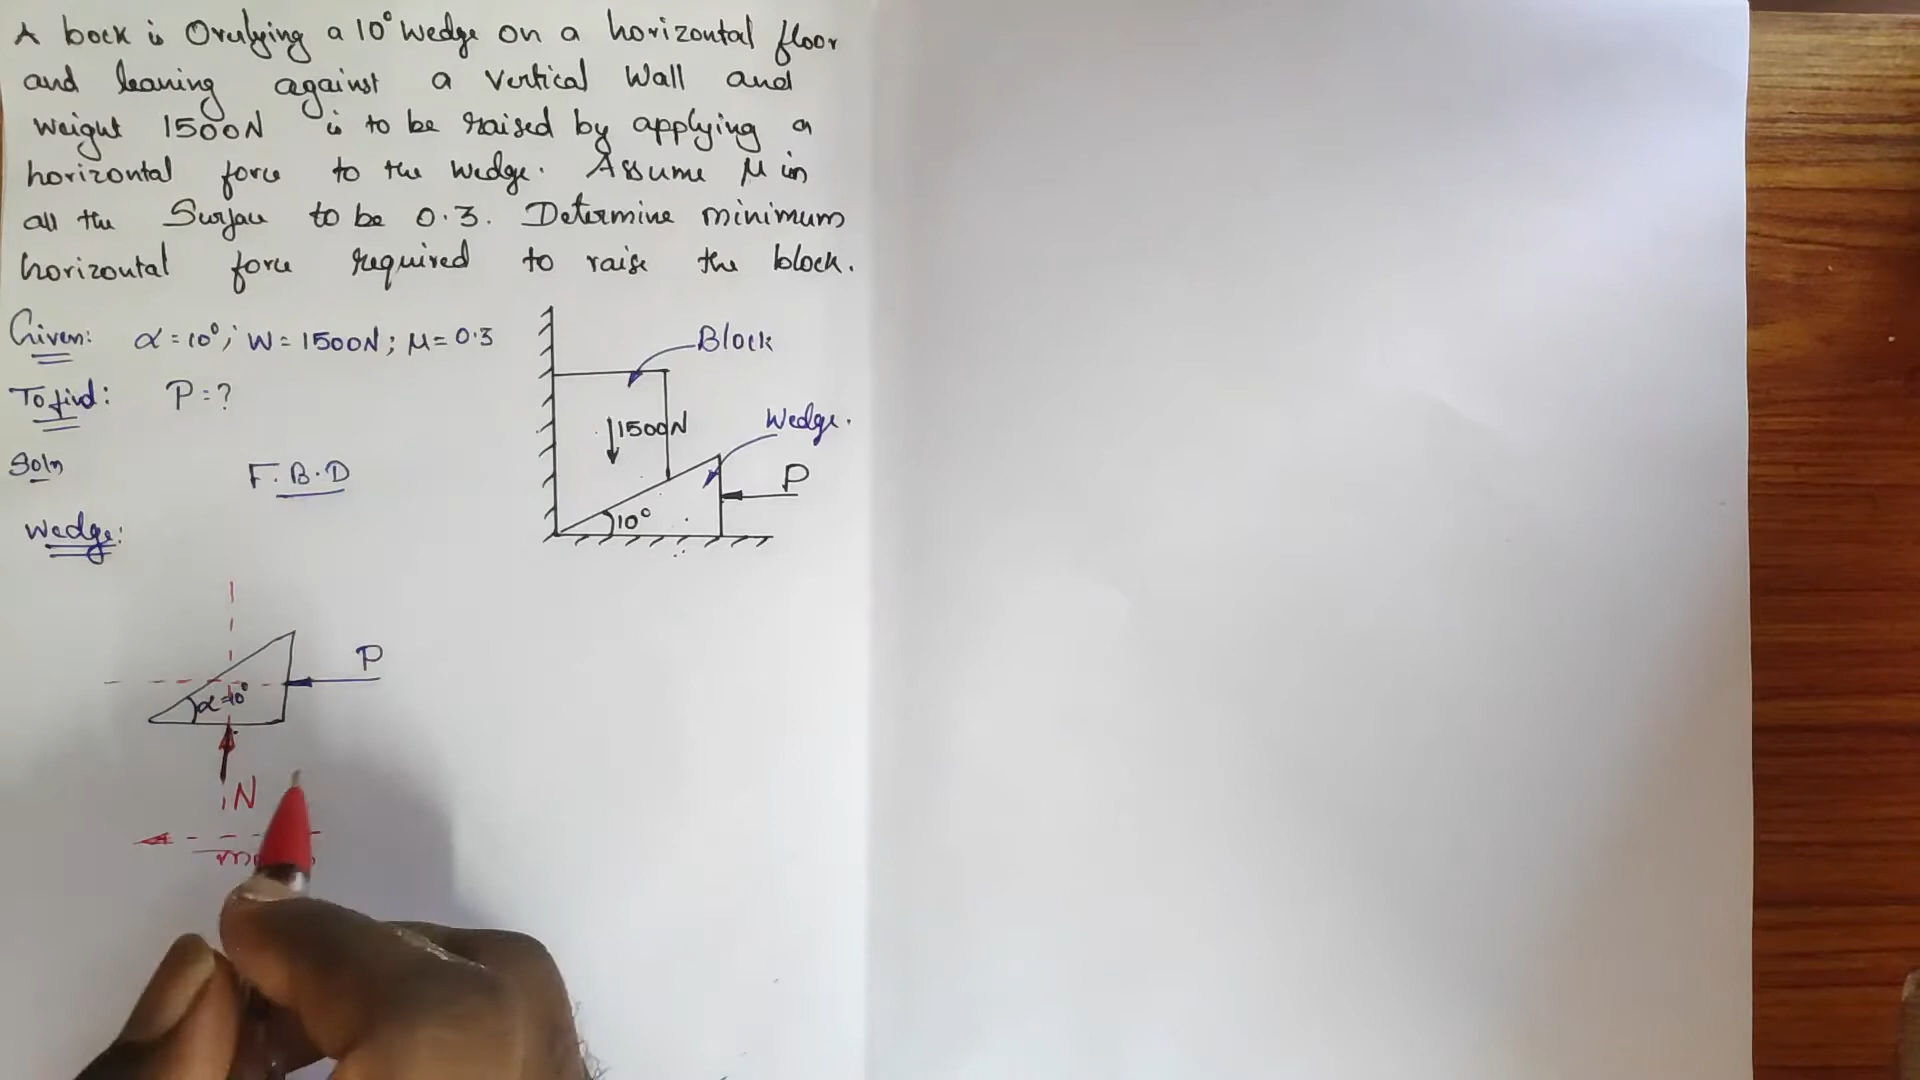 A bock is Overlying a 10° wedge on a horizontal floor
and leaning against a vertical wall and
weight 1500N is to be raised by applying a
horizontal force to the wedge. Assume μ in
all the Surface to be 0.3. Determine minimum
horizontal force required to raise the block.
Given: α = 10°; W = 1500N; μ = 0.3
To find: P = ?
Soln
F.B.D
Wedge:
Block
1500N
Wedge.
P
10°
P
α=10°
N